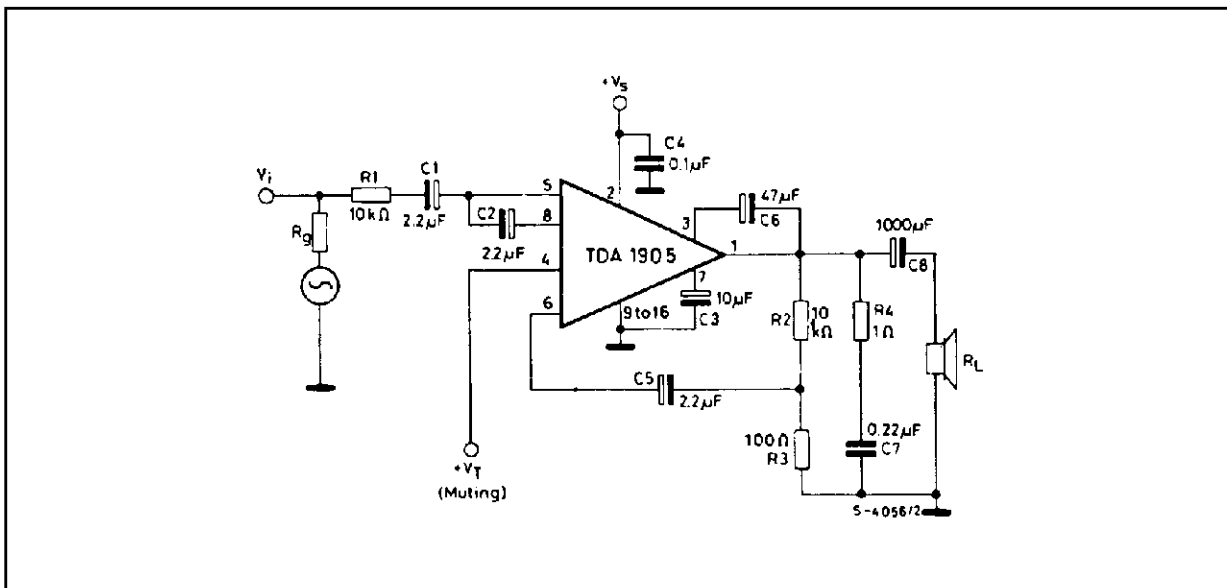 +Vs
C4
0.1µF
Vi
R1
10kΩ
C1
2.2µF
Rg
C2
2.2µF
5
8
4
6
2
3
1
7
TDA 1905
9 to 16
47µF
C6
10µF
C3
1000µF
C8
R2
10
kΩ
R4
1Ω
RL
C5
2.2µF
100Ω
R3
0.22µF
C7
+VT
(Muting)
S-4056/2